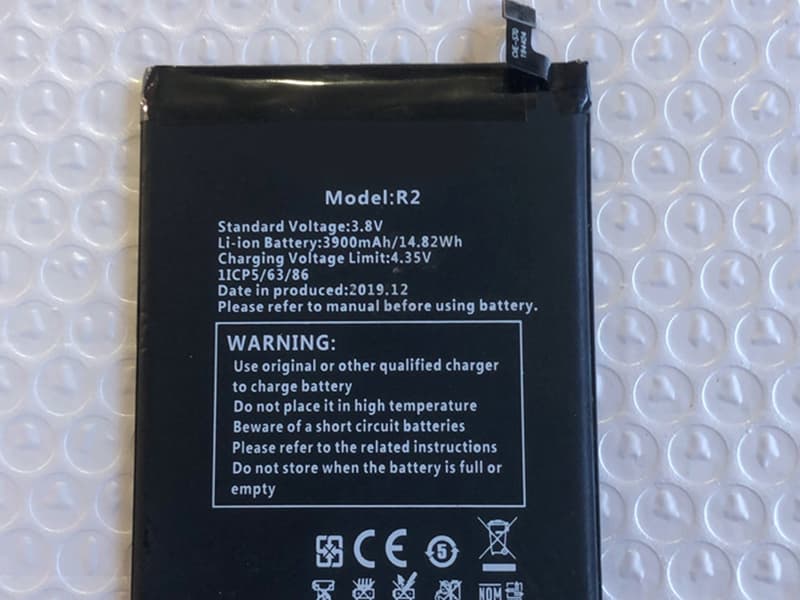 Model:R2
Standard Voltage:3.8V
Li-ion Battery:3900mAh/14.82Wh
Charging Voltage Limit:4.35V
1ICP5/63/86
Date in produced:2019.12
Please refer to manual before using battery.
WARNING:
Use original or other qualified charger
to charge battery
Do not place it in high temperature
Beware of a short circuit batteries
Please refer to the related instructions
Do not store when the battery is full or
empty
CE 5
NOM